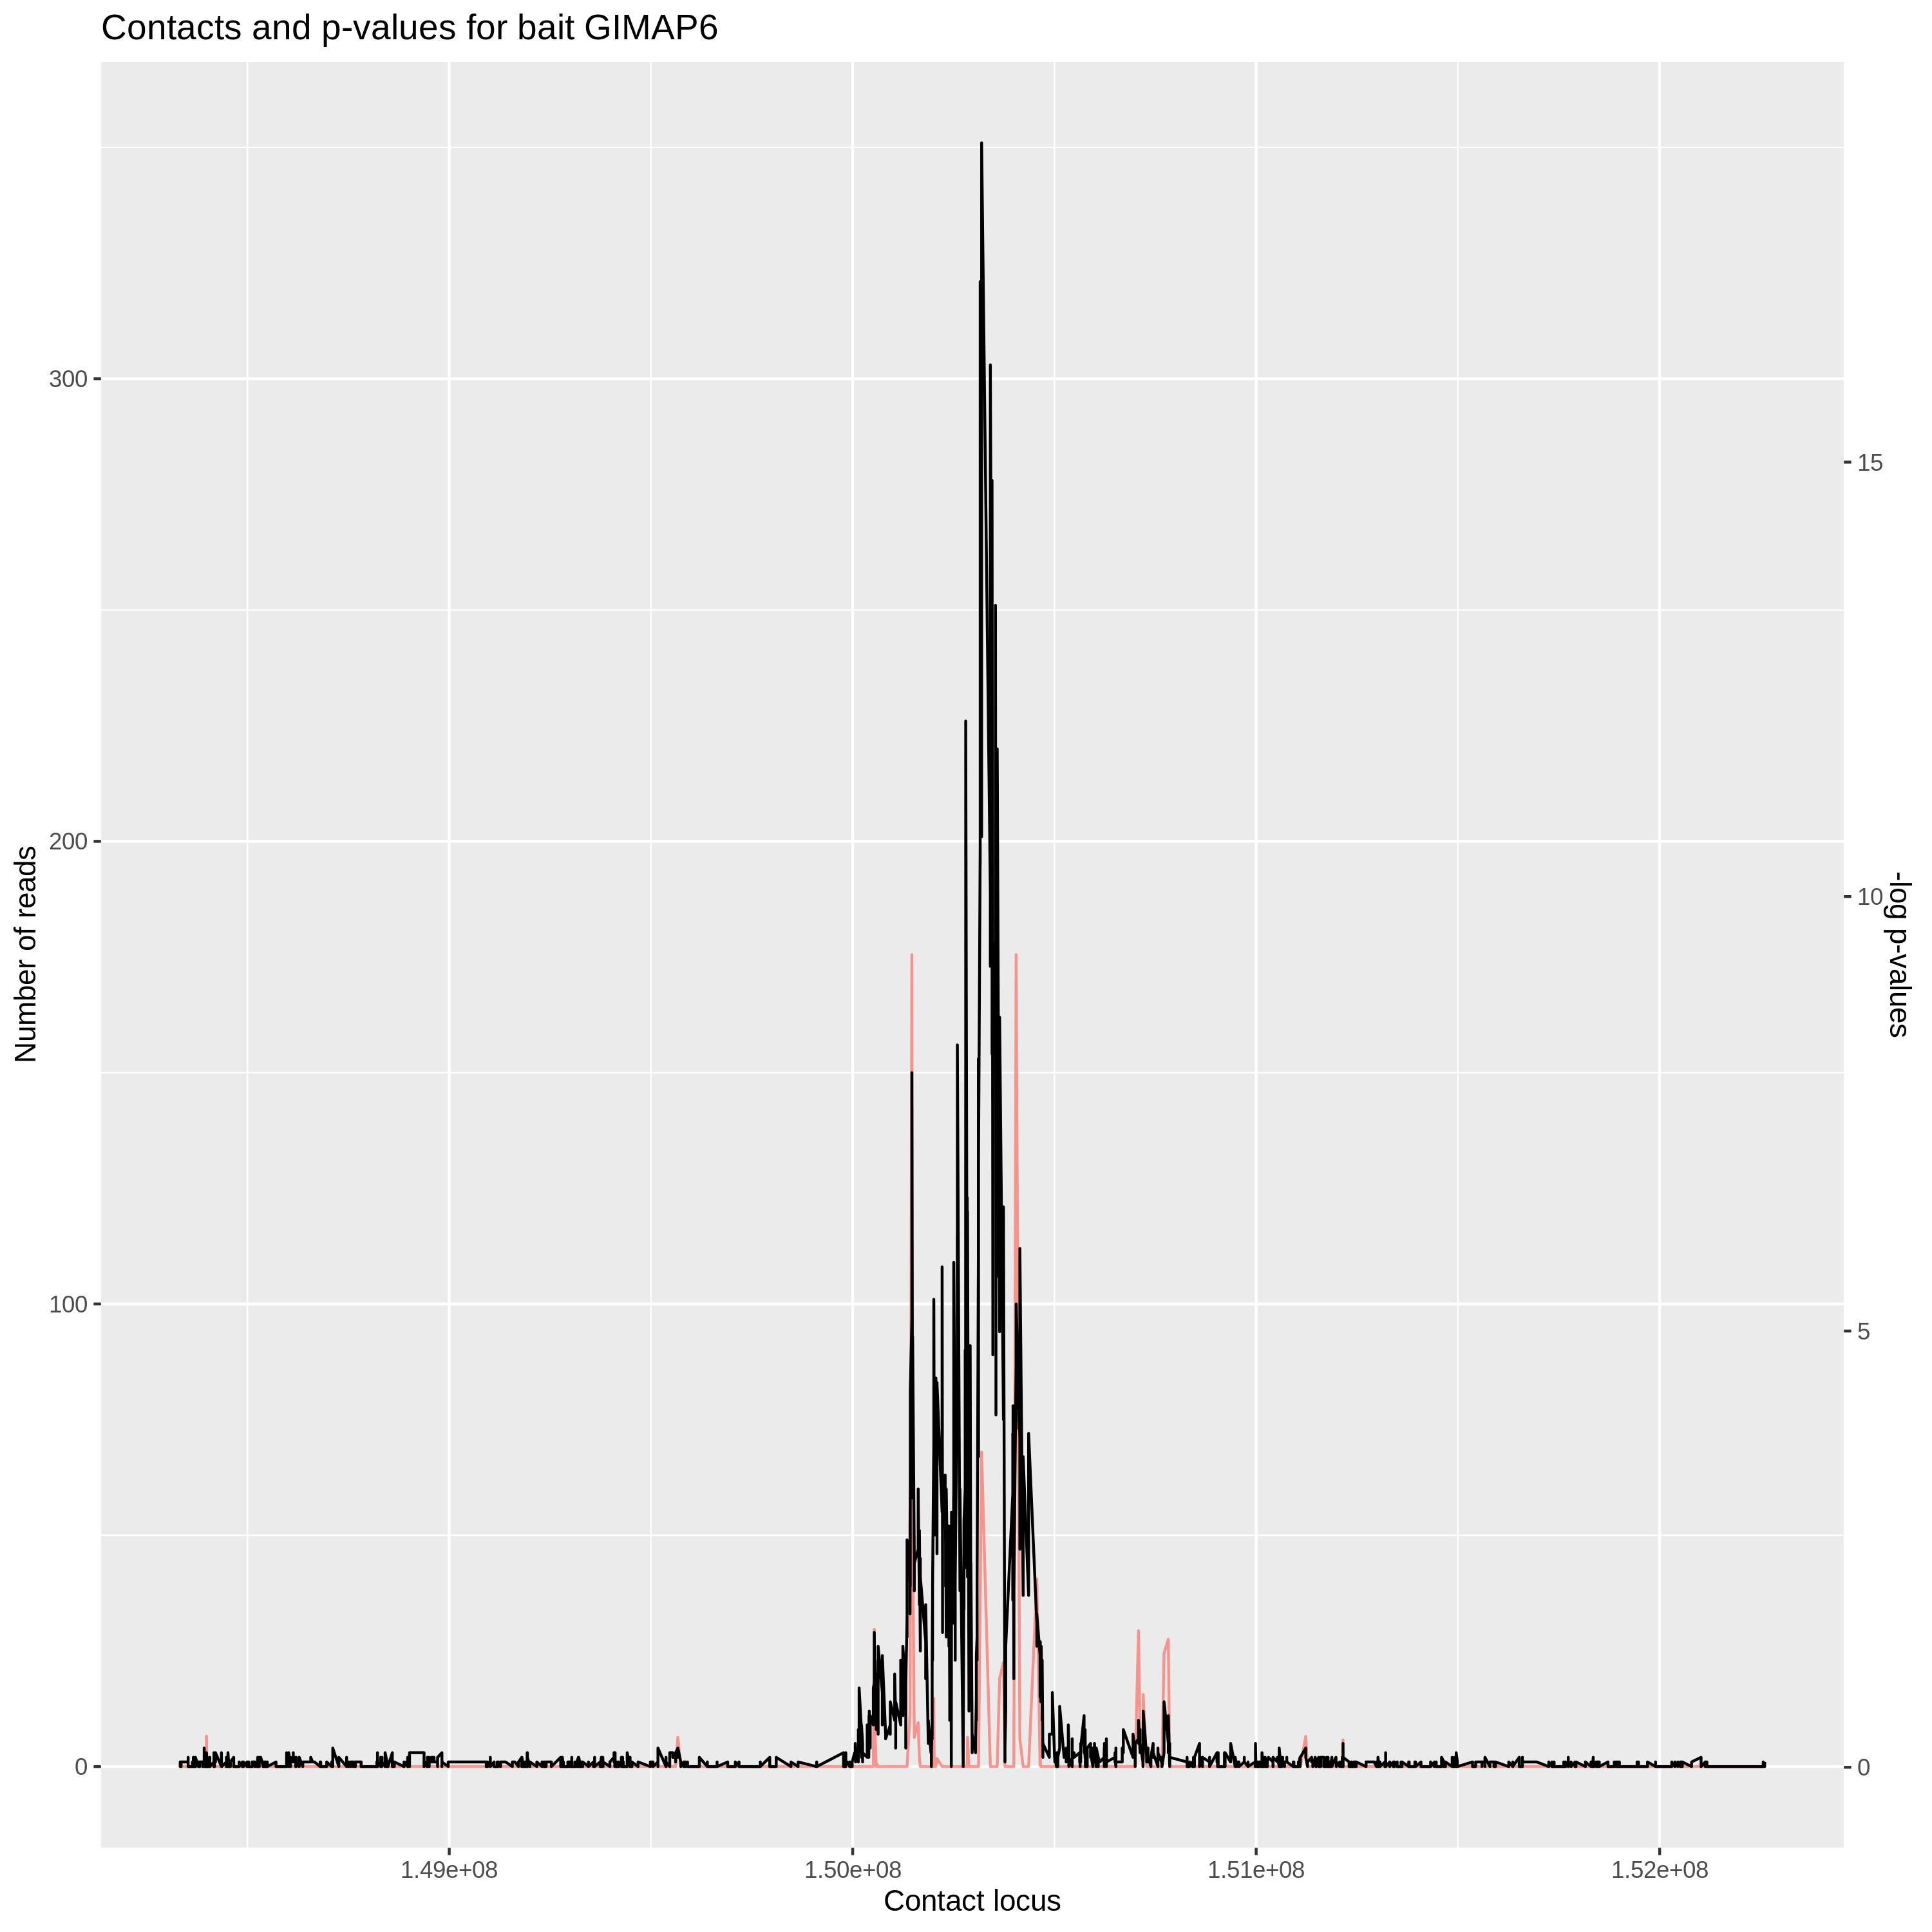 Contacts and p-values for bait GIMAP6
Number of reads
300
200
100
0
15
10
5
0
-log p-values
1.49e+08 1.50e+08 1.51e+08 1.52e+08
Contact locus